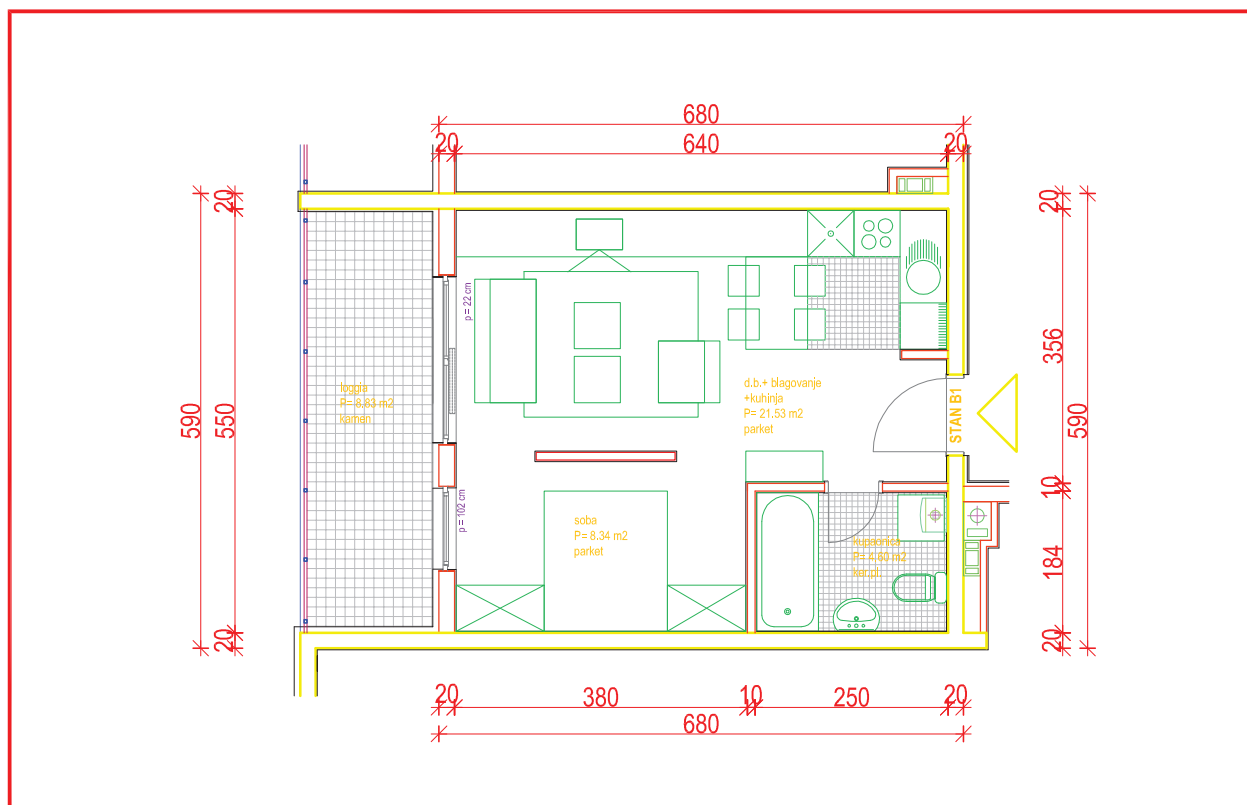 680
20
640
20
20
20
p = 22 cm
356
loggia
P= 8.83 m2
kamen
d.b.+ blagovanje
+kuhinja
P= 21.53 m2
parket
STAN B1
590
550
590
10
p = 102 cm
soba
P= 8.34 m2
parket
kupaonica
P= 4.60 m2
ker.pl.
184
20
20
20
380
10
250
20
680